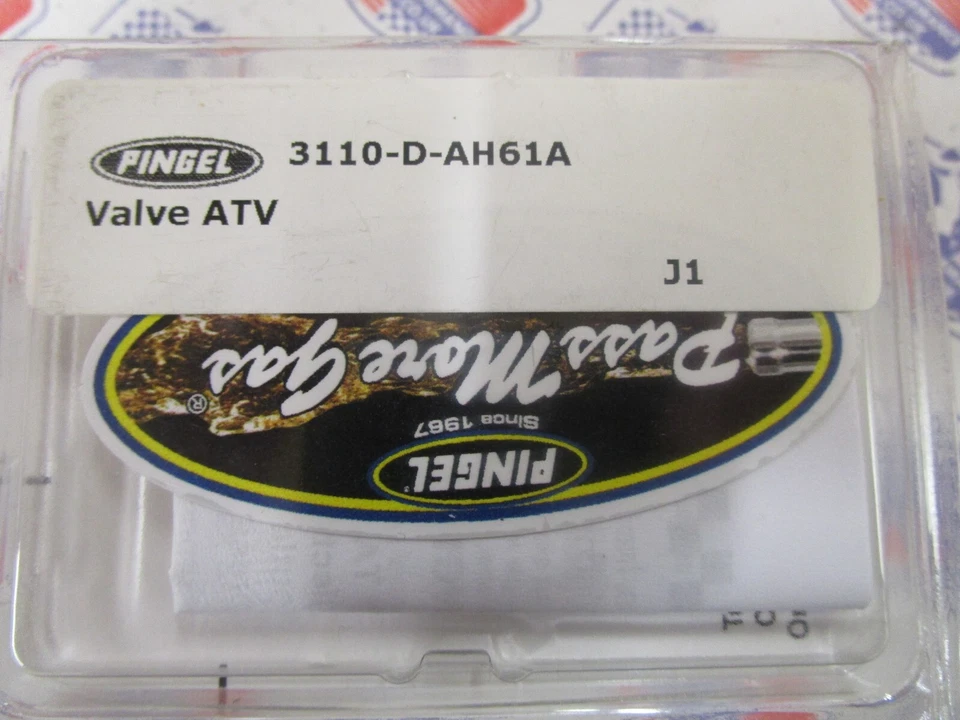 PINGEL 3110-D-AH61A
Valve ATV
J1
Pass More Gas ®
Since 1967
PINGEL